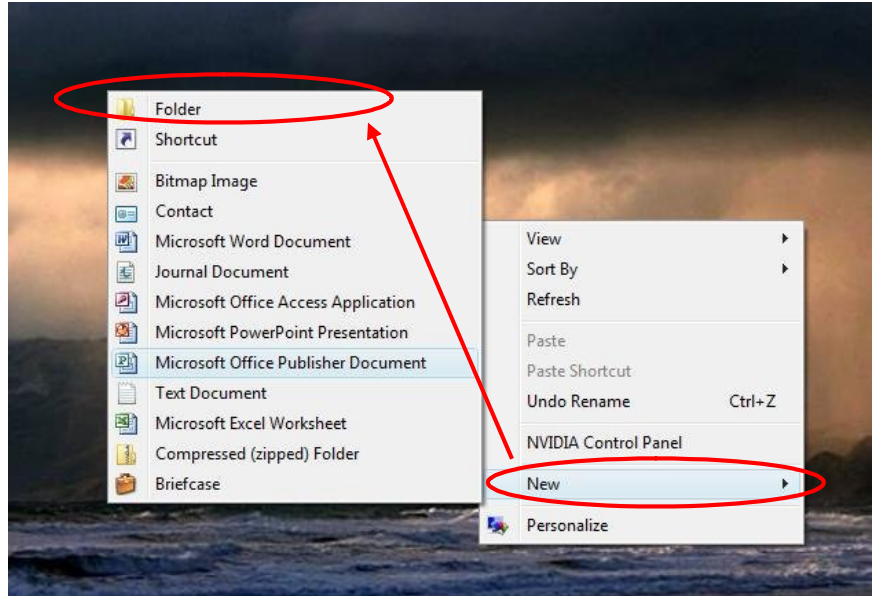 Folder
Shortcut
Bitmap Image
Contact
Microsoft Word Document
Journal Document
Microsoft Office Access Application
Microsoft PowerPoint Presentation
Microsoft Office Publisher Document
Text Document
Microsoft Excel Worksheet
Compressed (zipped) Folder
Briefcase
View
Sort By
Refresh
Paste
Paste Shortcut
Undo Rename Ctrl+Z
NVIDIA Control Panel
New
Personalize